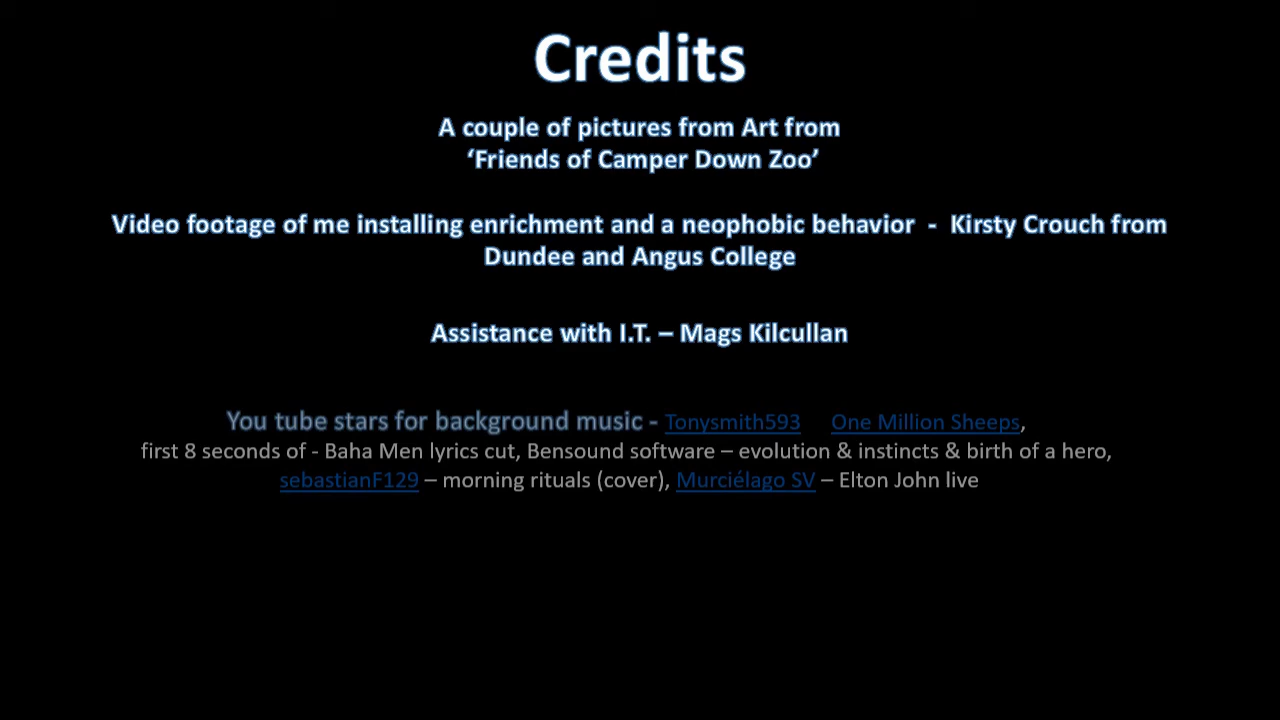 Credits
A couple of pictures from Art from
‘Friends of Camper Down Zoo’
Video footage of me installing enrichment and a neophobic behavior - Kirsty Crouch from
Dundee and Angus College
Assistance with I.T. – Mags Kilcullan
You tube stars for background music - Tonysmith593 One Million Sheeps,
first 8 seconds of - Baha Men lyrics cut, Bensound software – evolution & instincts & birth of a hero,
sebastianF129 – morning rituals (cover), Murciélago SV – Elton John live